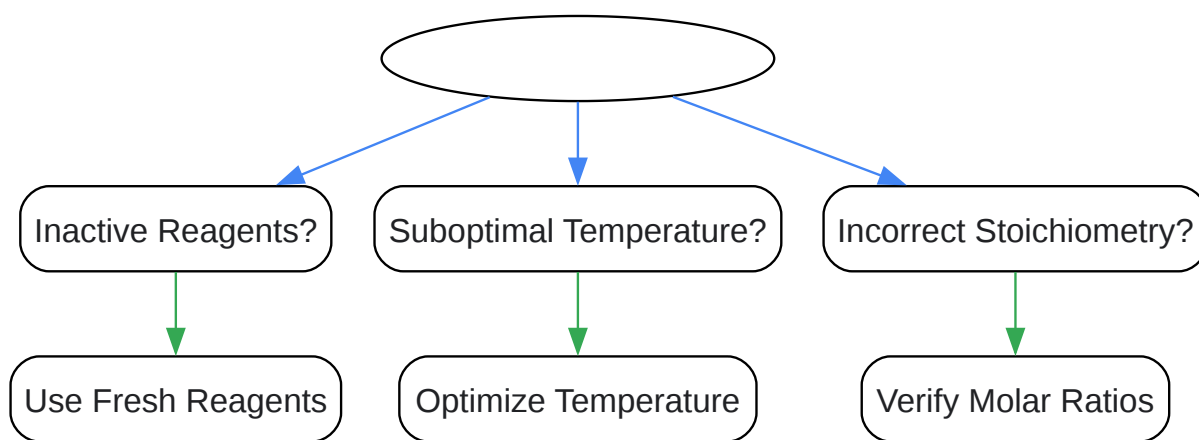 Inactive Reagents?
Suboptimal Temperature?
Incorrect Stoichiometry?
Use Fresh Reagents
Optimize Temperature
Verify Molar Ratios